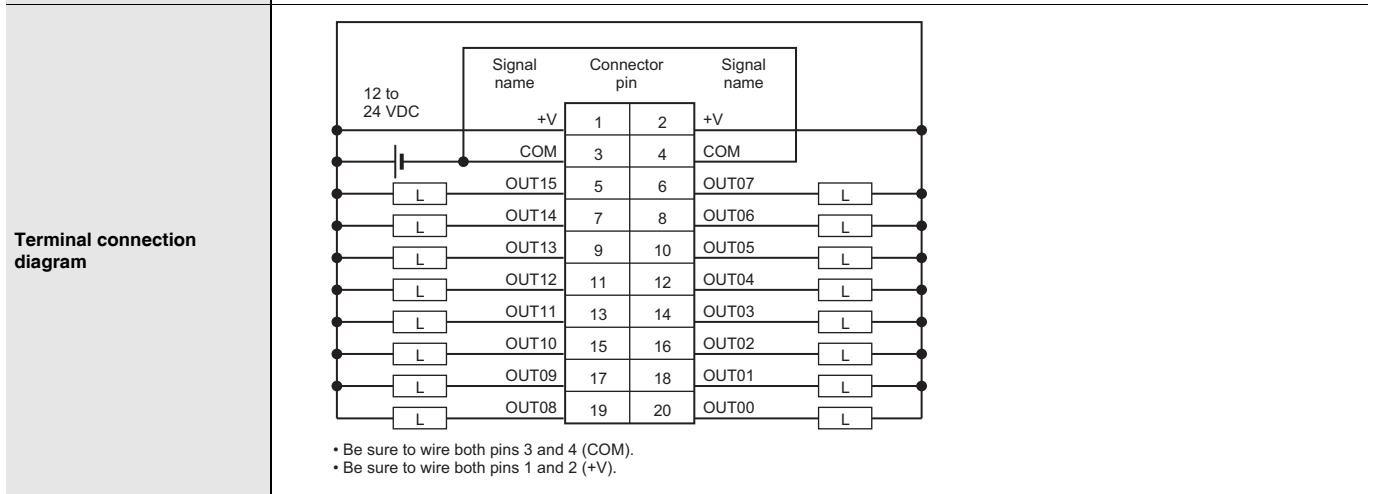 Terminal connection
diagram
Signal name Connector pin Signal name
12 to
24 VDC
+V 1 2 +V
COM 3 4 COM
L OUT15 5 6 OUT07 L
L OUT14 7 8 OUT06 L
L OUT13 9 10 OUT05 L
L OUT12 11 12 OUT04 L
L OUT11 13 14 OUT03 L
L OUT10 15 16 OUT02 L
L OUT09 17 18 OUT01 L
L OUT08 19 20 OUT00 L
• Be sure to wire both pins 3 and 4 (COM).
• Be sure to wire both pins 1 and 2 (+V).